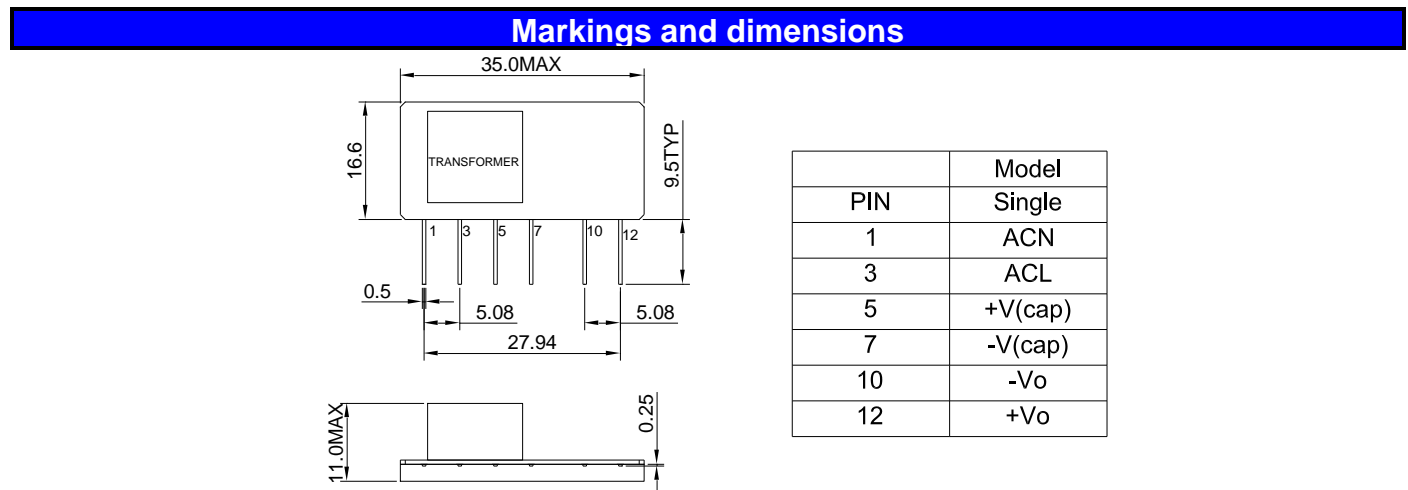 Markings and dimensions
35.0MAX
16.6
TRANSFORMER
9.5TYP
1 3 5 7 10 12
0.5
5.08 5.08
27.94
11.0MAX
0.25
Model
PIN Single
1 ACN
3 ACL
5 +V(cap)
7 -V(cap)
10 -Vo
12 +Vo